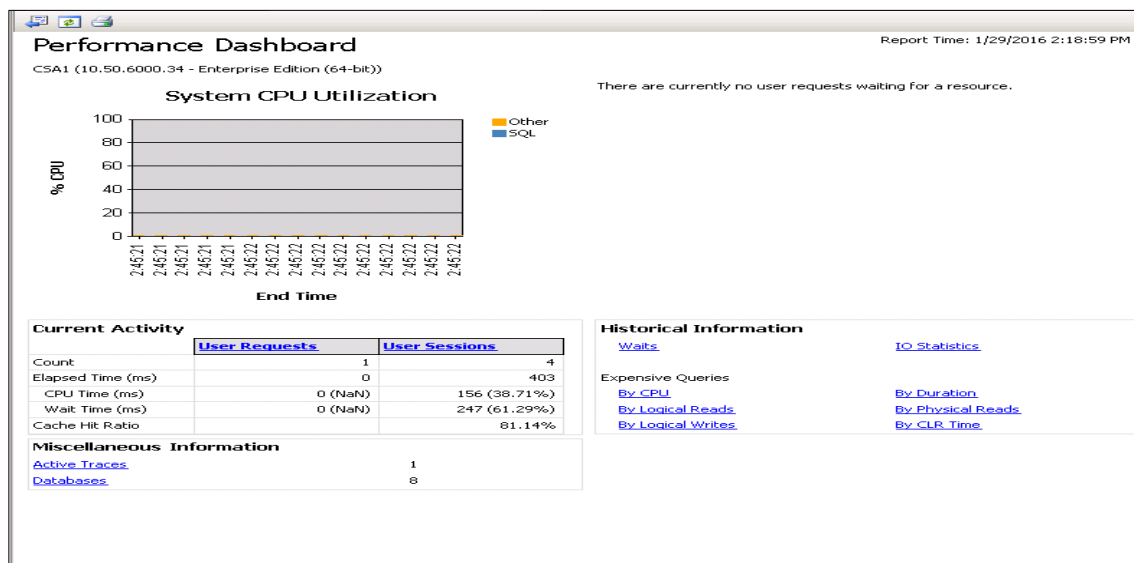 Performance Dashboard
Report Time: 1/29/2016 2:18:59 PM
CSA1 (10.50.6000.34 - Enterprise Edition (64-bit))
There are currently no user requests waiting for a resource.
System CPU Utilization
100
80
60
40
20
0
% CPU
Other
SQL
2:45:21
2:45:21
2:45:21
2:45:21
2:45:21
2:45:22
2:45:22
2:45:22
2:45:22
2:45:22
2:45:22
2:45:22
2:45:22
2:45:22
2:45:22
End Time
Current Activity
User Requests User Sessions
Count 1 4
Elapsed Time (ms) 0 403
CPU Time (ms) 0 (NaN) 156 (38.71%)
Wait Time (ms) 0 (NaN) 247 (61.29%)
Cache Hit Ratio 81.14%
Miscellaneous Information
Active Traces 1
Databases 8
Historical Information
Waits IO Statistics
Expensive Queries
By CPU By Duration
By Logical Reads By Physical Reads
By Logical Writes By CLR Time